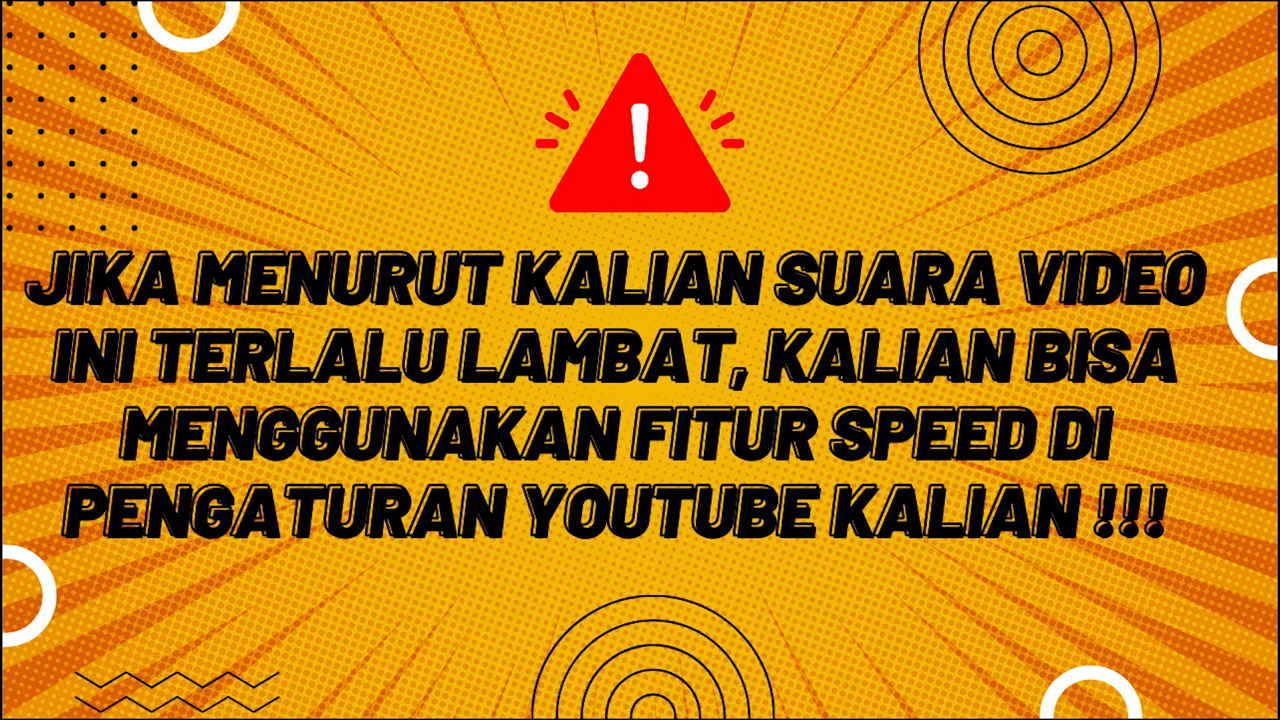 JIKA MENURUT KALIAN SUARA VIDEO
INI TERLALU LAMBAT, KALIAN BISA
MENGGUNAKAN FITUR SPEED DI
PENGATURAN YOUTUBE KALIAN !!!